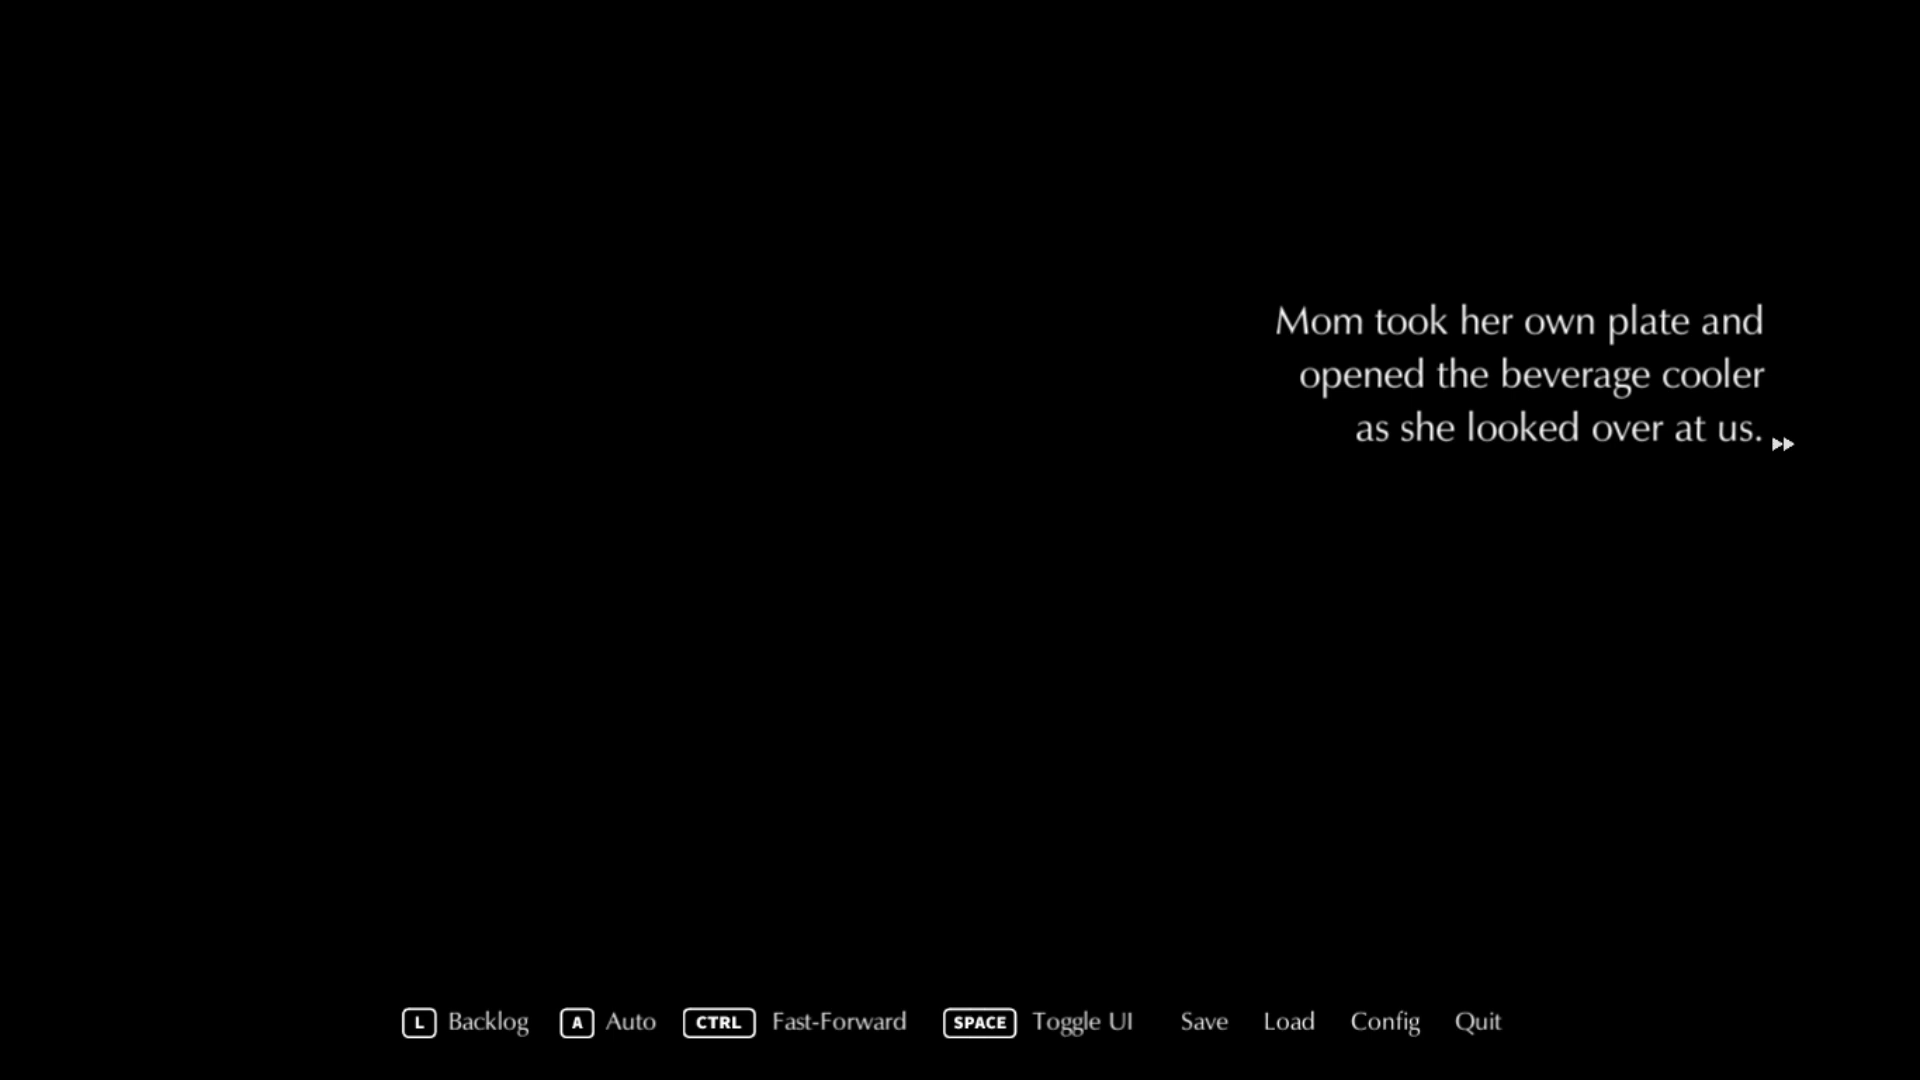 Mom took her own plate and
opened the beverage cooler
as she looked over at us.
L Backlog A Auto CTRL Fast-Forward SPACE Toggle UI Save Load Config Quit